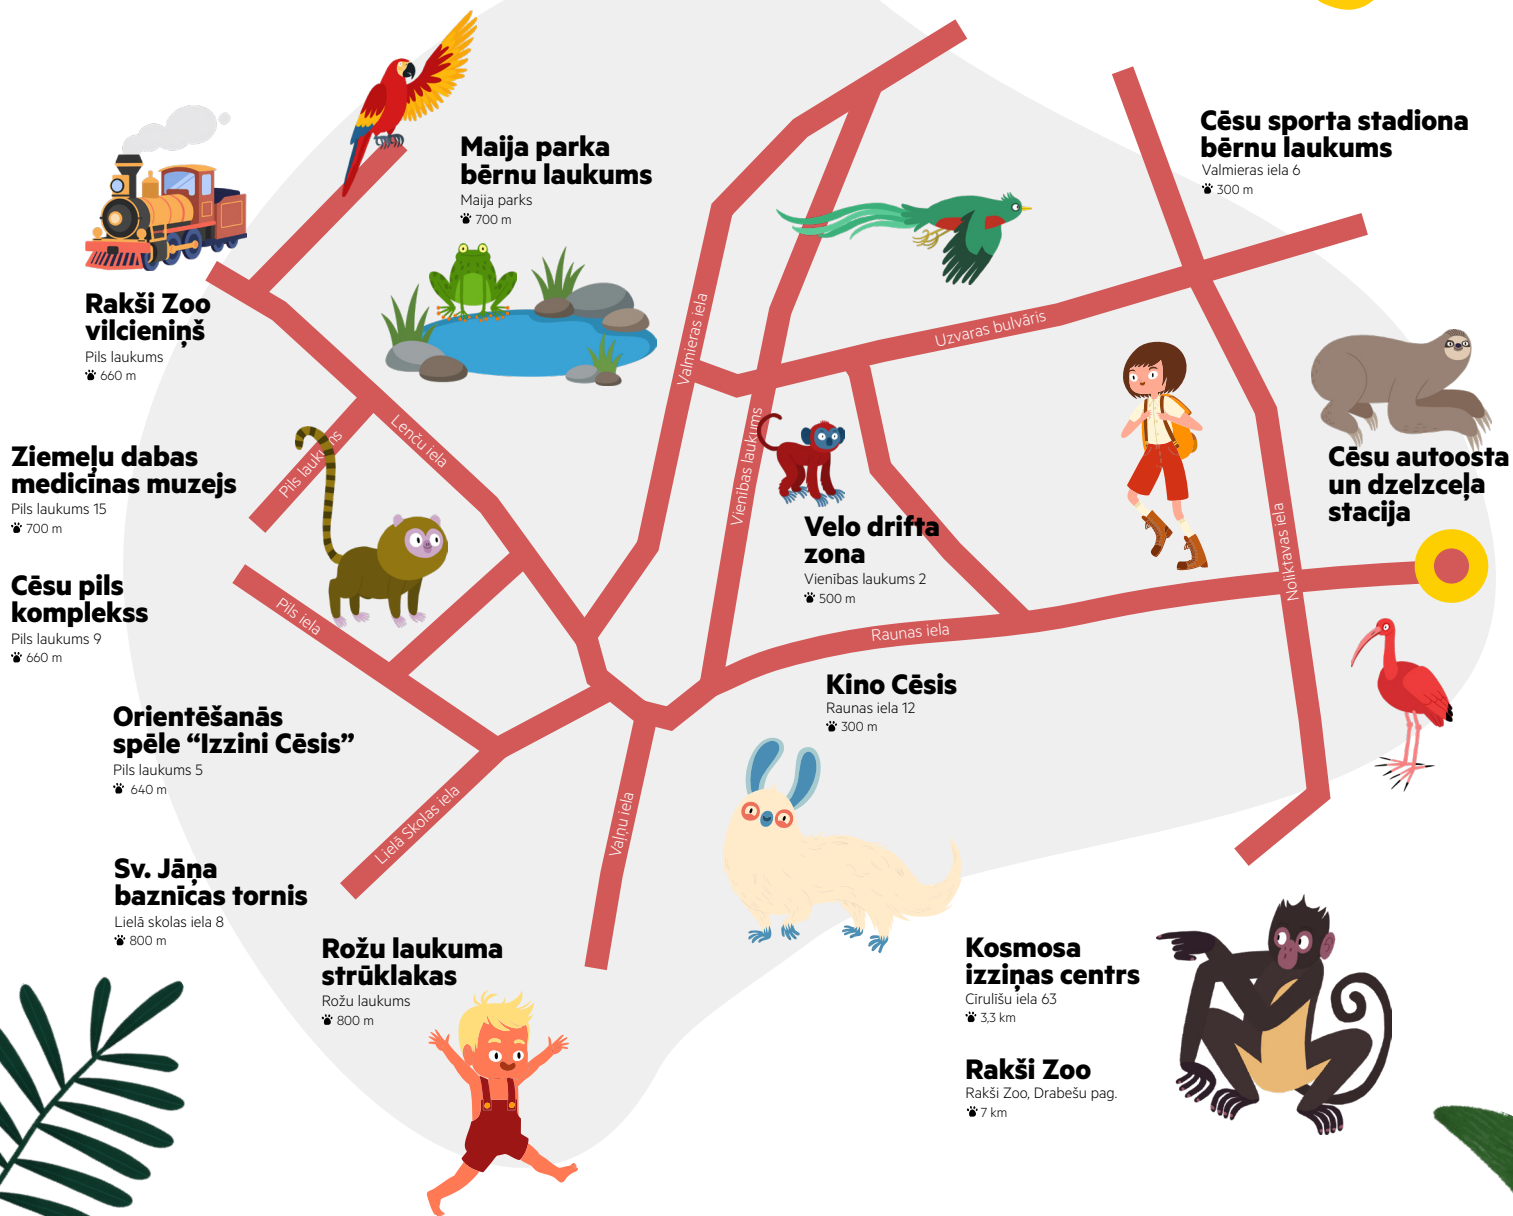 Maija parka
bērnu laukums
Maija parks
700 m
Cēsu sporta stadiona
bērnu laukums
Valmieras iela 6
300 m
Rakši Zoo
vilcieniņš
Pils laukums
660 m
Valmieras iela
Uzvaras bulvāris
Lenču iela
Pils laukums
Vienības laukums
Ziemeļu dabas
medicīnas muzejs
Pils laukums 15
700 m
Cēsu autoosta
un dzelzceļa
stacija
Velo drifta
zona
Vienības laukums 2
500 m
Noliktavas iela
Cēsu pils
komplekss
Pils laukums 9
660 m
Pils iela
Raunas iela
Kino Cēsis
Raunas iela 12
300 m
Orientēšanās
spēle “Izzini Cēsis”
Pils laukums 5
640 m
Lielā Skolas iela
Vaļņu iela
Sv. Jāņa
baznīcas tornis
Lielā skolas iela 8
800 m
Rožu laukuma
strūklakas
Rožu laukums
800 m
Kosmosa
izziņas centrs
Cīrulīšu iela 63
3,3 km
Rakši Zoo
Rakši Zoo, Drabešu pag.
7 km